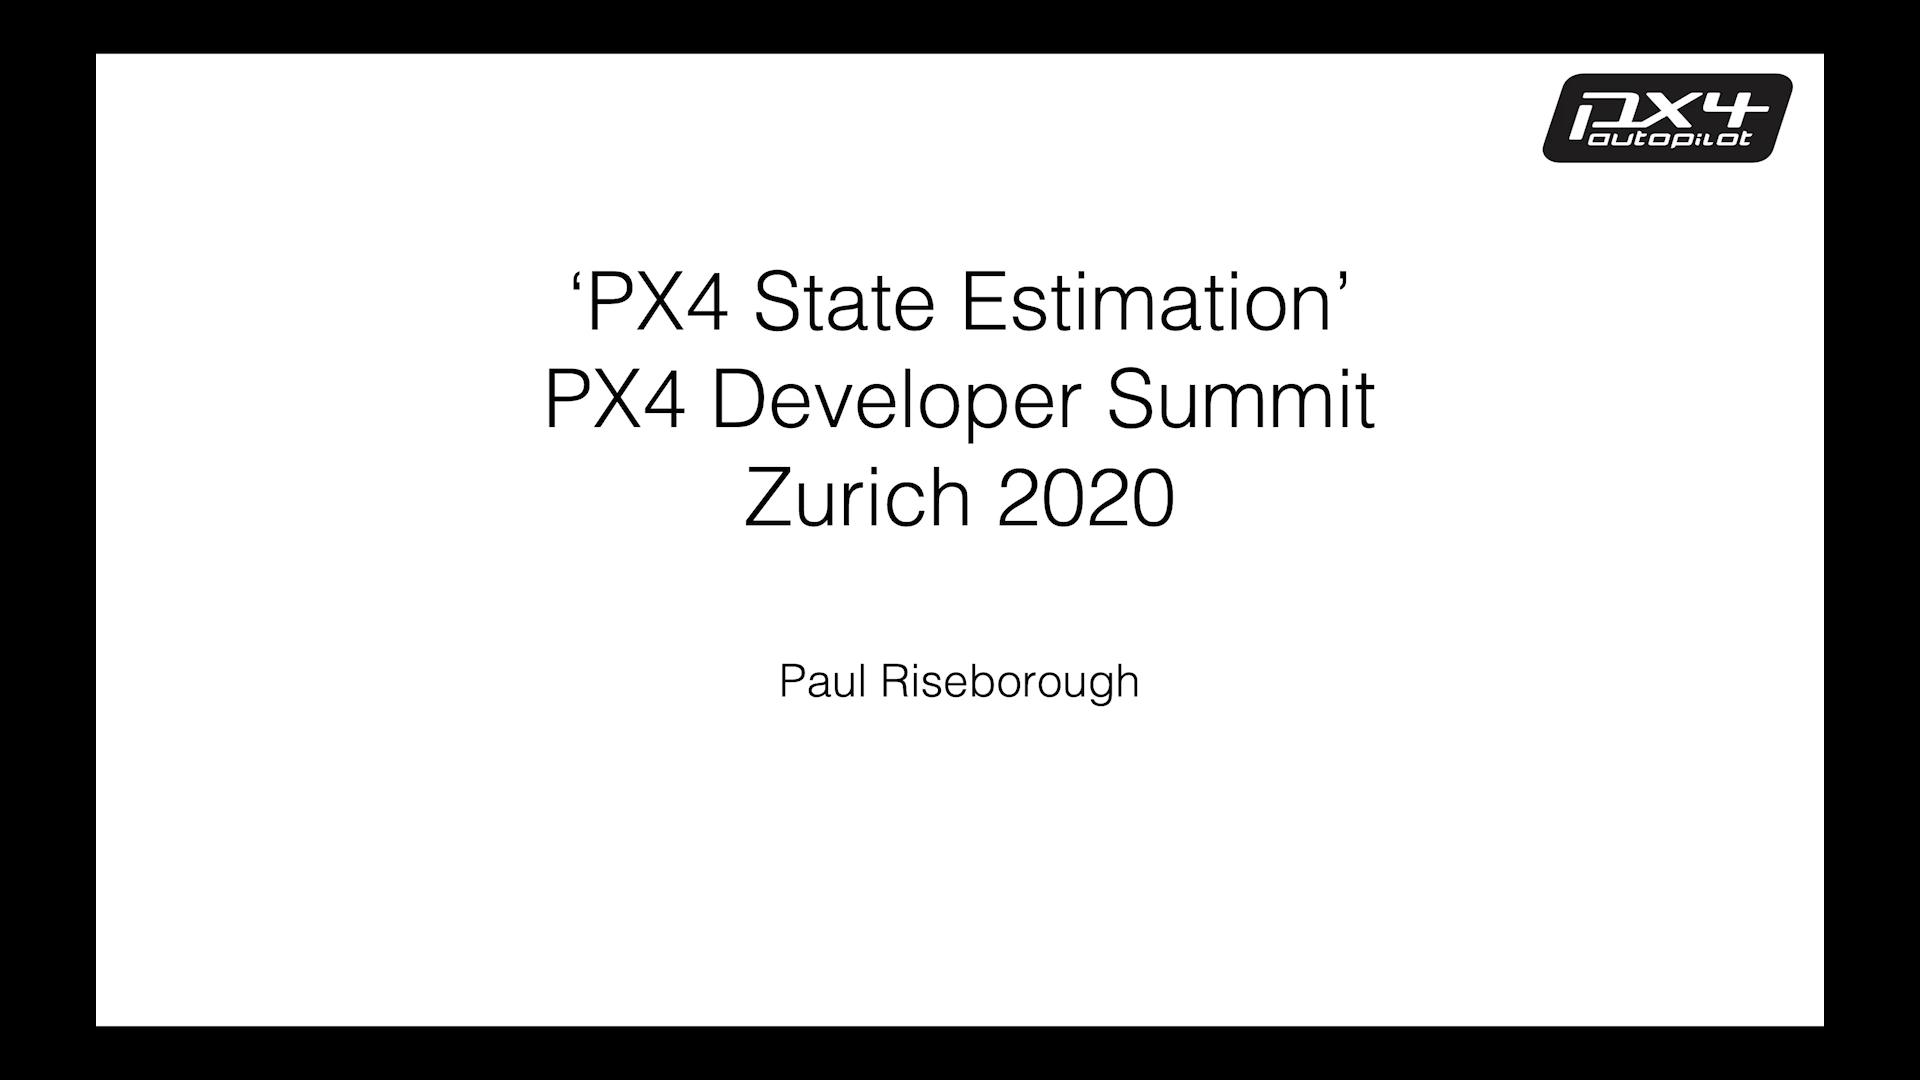 PX4
autopilot
‘PX4 State Estimation’
PX4 Developer Summit
Zurich 2020
Paul Riseborough